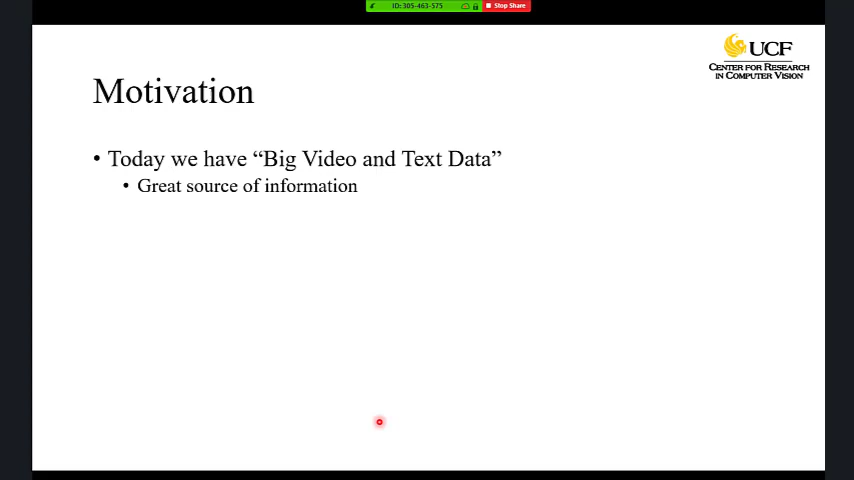 ID: 305-463-575 Stop Share
UCF
CENTER FOR RESEARCH
IN COMPUTER VISION
Motivation
• Today we have “Big Video and Text Data”
• Great source of information